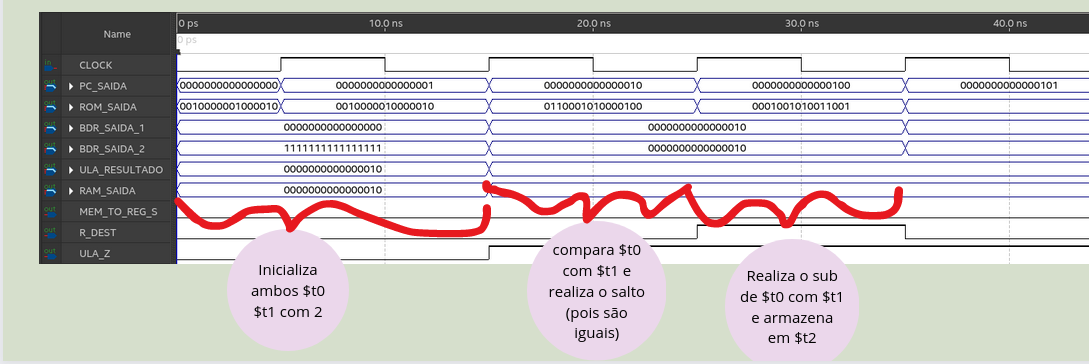 Name
0 ps
10.0 ns
20.0 ns
30.0 ns
40.0 ns
0 ps
in CLOCK
out PC_SAIDA 0000000000000000 0000000000000001 0000000000000010 0000000000000100 0000000000000101
out ROM_SAIDA 0010000001000010 0010000010000010 0110001010000100 0001001010011001
out BDR_SAIDA_1 0000000000000000 0000000000000010
out BDR_SAIDA_2 1111111111111111 0000000000000010
out ULA_RESULTADO 0000000000000010
out RAM_SAIDA 0000000000000010
out MEM_TO_REG_S
out R_DEST
out ULA_Z
Inicializa
ambos $t0
$t1 com 2
compara $t0
com $t1 e
realiza o salto
(pois são
iguais)
Realiza o sub
de $t0 com $t1
e armazena
em $t2